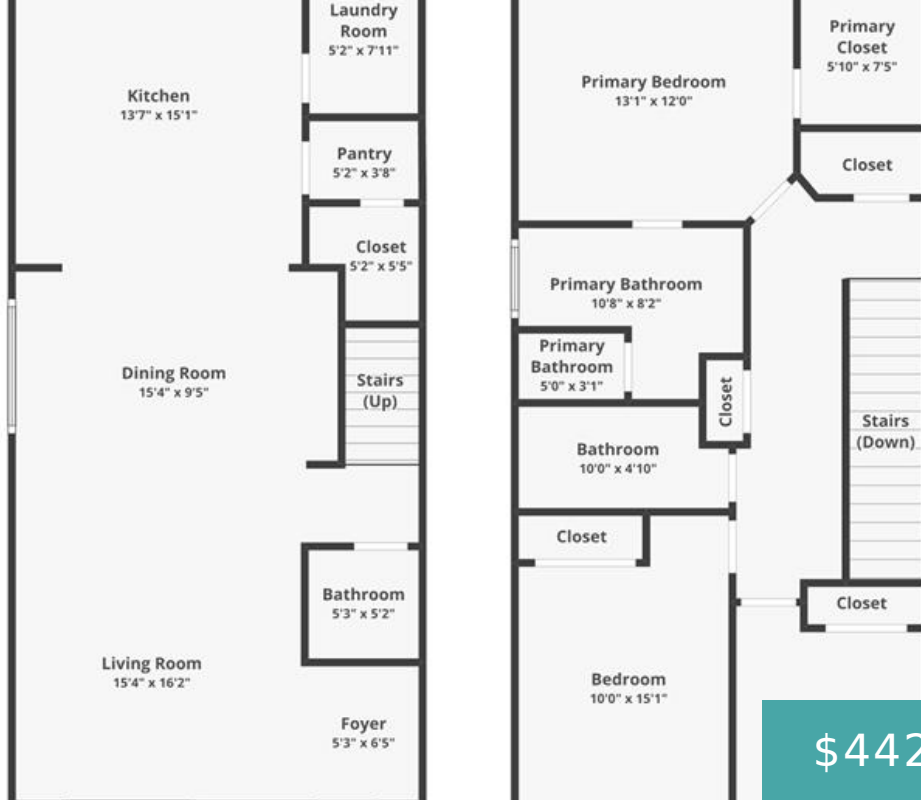 Laundry
Room
5'2" x 7'11"
Kitchen
13'7" x 15'1"
Pantry
5'2" x 3'8"
Closet
5'2" x 5'5"
Dining Room
15'4" x 9'5"
Stairs
(Up)
Bathroom
5'3" x 5'2"
Living Room
15'4" x 16'2"
Foyer
5'3" x 6'5"
Primary
Closet
5'10" x 7'5"
Primary Bedroom
13'1" x 12'0"
Closet
Primary Bathroom
10'8" x 8'2"
Primary
Bathroom
5'0" x 3'1"
Closet
Stairs
(Down)
Bathroom
10'0" x 4'10"
Closet
Closet
Bedroom
10'0" x 15'1"
$442